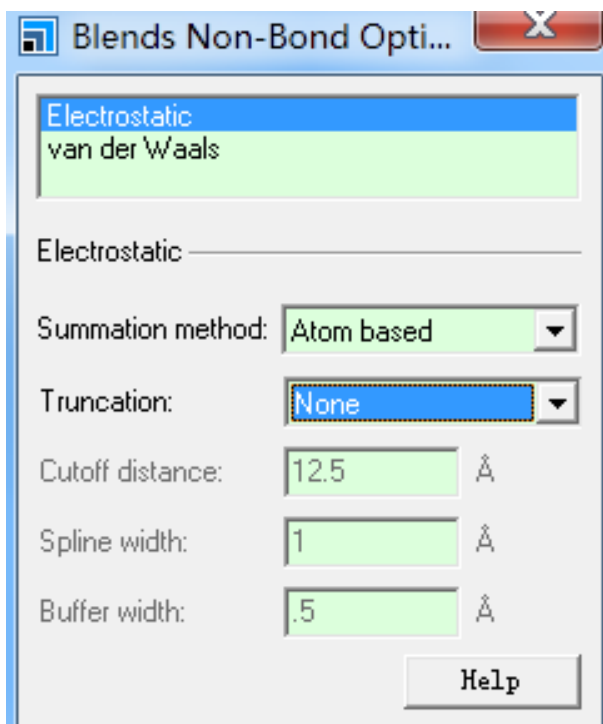 Blends Non-Bond Opti...
Electrostatic
van der Waals
Electrostatic
Summation method: Atom based
Truncation: None
Cutoff distance: 12.5 Å
Spline width: 1 Å
Buffer width: .5 Å
Help